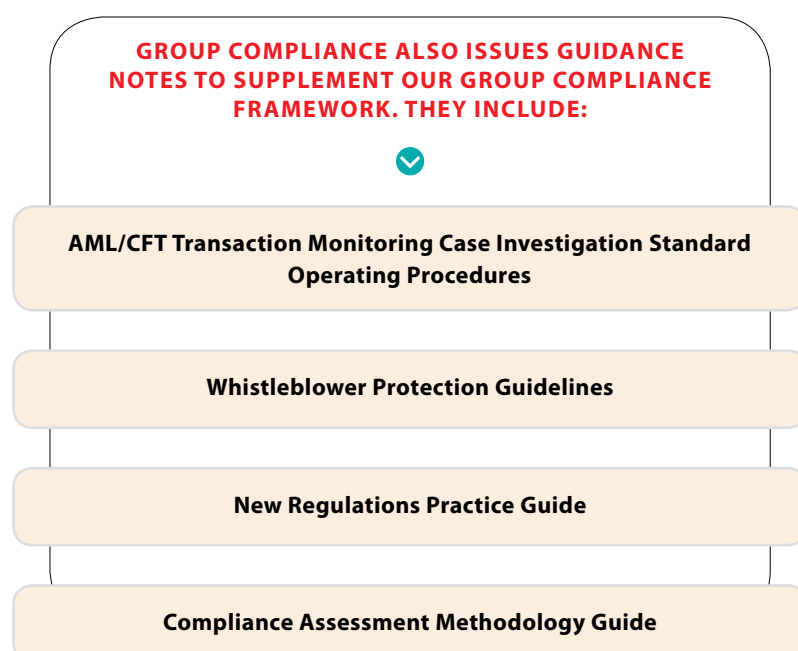 GROUP COMPLIANCE ALSO ISSUES GUIDANCE
NOTES TO SUPPLEMENT OUR GROUP COMPLIANCE
FRAMEWORK. THEY INCLUDE:
AML/CFT Transaction Monitoring Case Investigation Standard
Operating Procedures
Whistleblower Protection Guidelines
New Regulations Practice Guide
Compliance Assessment Methodology Guide